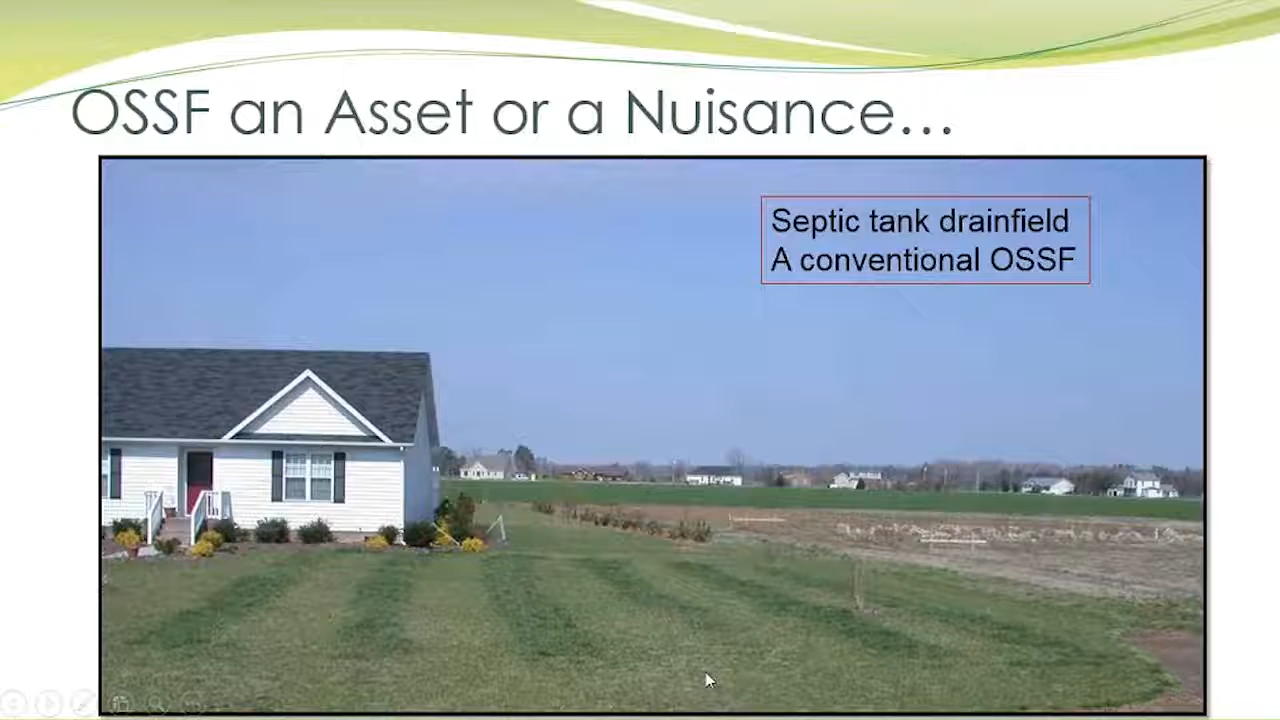 OSSF an Asset or a Nuisance…
Septic tank drainfield
A conventional OSSF